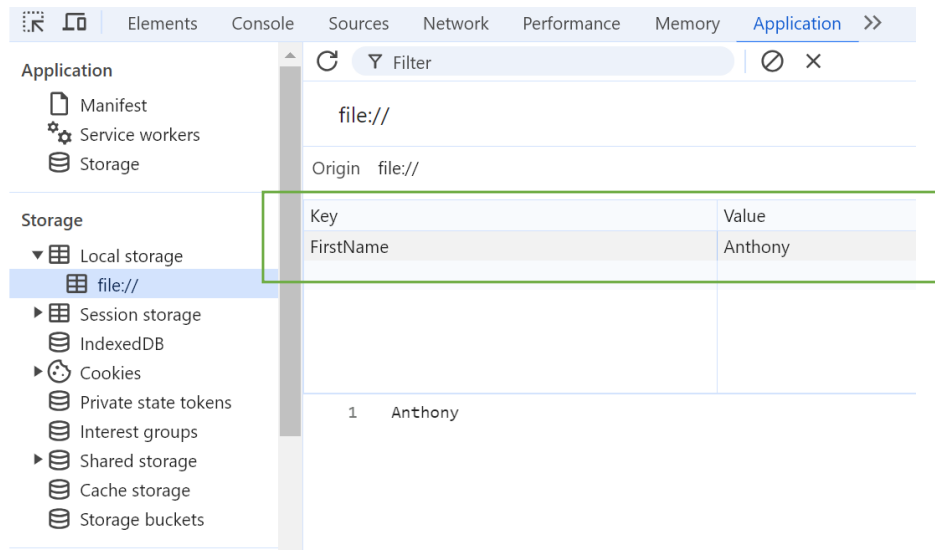 Elements Console Sources Network Performance Memory Application
Application
Manifest
Service workers
Storage
Storage
Local storage
file://
Session storage
IndexedDB
Cookies
Private state tokens
Interest groups
Shared storage
Cache storage
Storage buckets
Filter
file://
Origin file://
Key Value
FirstName Anthony
1 Anthony